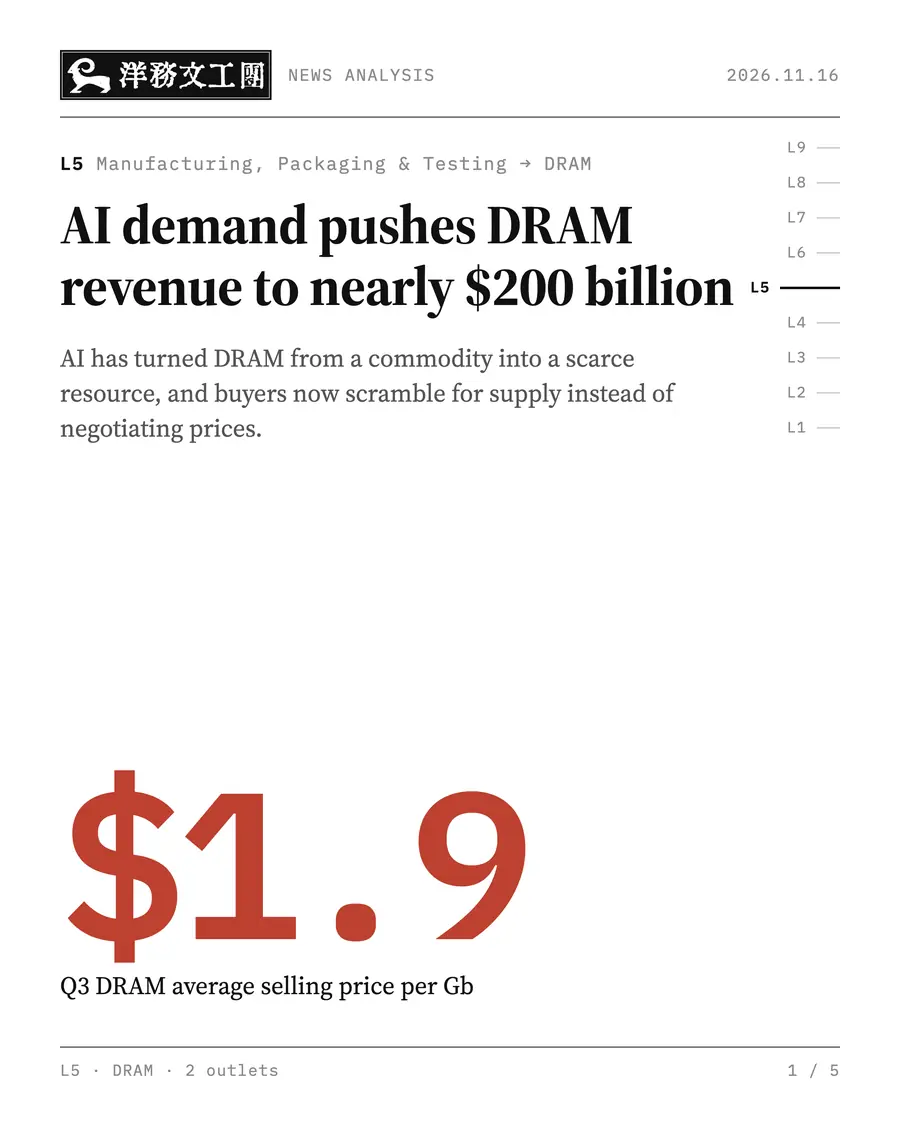 洋務文工團 NEWS ANALYSIS 2026.11.16
L5 Manufacturing, Packaging & Testing → DRAM
AI demand pushes DRAM
revenue to nearly $200 billion
AI has turned DRAM from a commodity into a scarce
resource, and buyers now scramble for supply instead of
negotiating prices.
L9
L8
L7
L6
L5
L4
L3
L2
L1
$1.9
Q3 DRAM average selling price per Gb
L5 · DRAM · 2 outlets 1 / 5